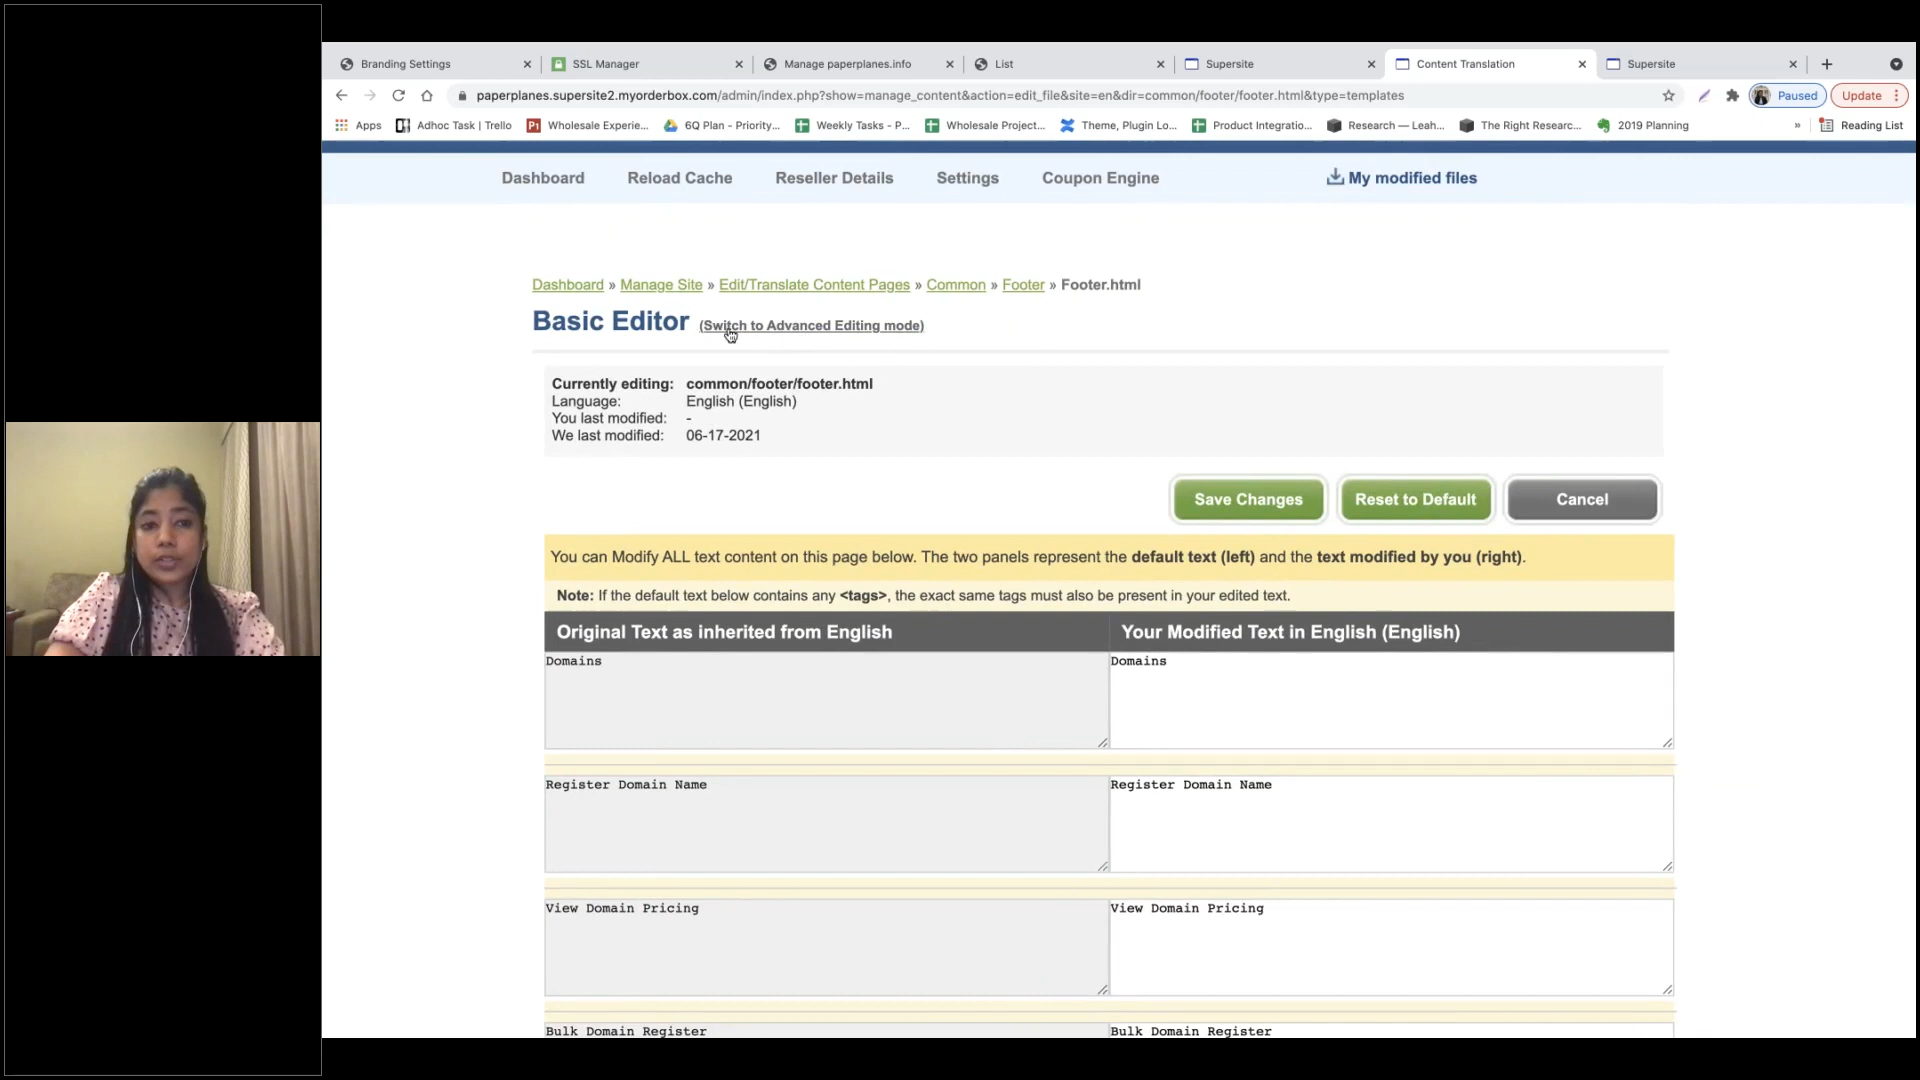 Branding Settings
SSL Manager
Manage paperplanes.info
List
Supersite
Content Translation
Supersite
paperplanes.supersite2.myorderbox.com/admin/index.php?show=manage_content&action=edit_file&site=en&dir=common/footer/footer.html&type=templates
Paused
Update
Apps
Adhoc Task | Trello
Wholesale Experie...
6Q Plan - Priority...
Weekly Tasks - P...
Wholesale Project...
Theme, Plugin Lo...
Product Integratio...
Research — Leah...
The Right Researc...
2019 Planning
»
Reading List
Dashboard
Reload Cache
Reseller Details
Settings
Coupon Engine
My modified files
Dashboard » Manage Site » Edit/Translate Content Pages » Common » Footer » Footer.html
Basic Editor (Switch to Advanced Editing mode)
Currently editing: common/footer/footer.html
Language: English (English)
You last modified: -
We last modified: 06-17-2021
Save Changes
Reset to Default
Cancel
You can Modify ALL text content on this page below. The two panels represent the default text (left) and the text modified by you (right).
Note: If the default text below contains any <tags>, the exact same tags must also be present in your edited text.
Original Text as inherited from English
Your Modified Text in English (English)
Domains
Domains
Register Domain Name
Register Domain Name
View Domain Pricing
View Domain Pricing
Bulk Domain Register
Bulk Domain Register